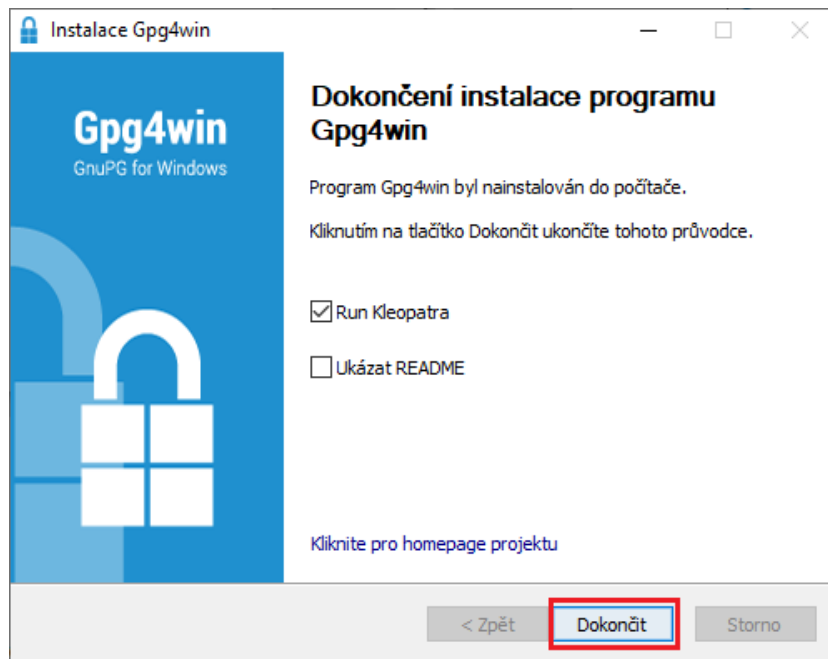 Instalace Gpg4win
Gpg4win
GnuPG for Windows
Dokončení instalace programu
Gpg4win
Program Gpg4win byl nainstalován do počítače.
Kliknutím na tlačítko Dokončit ukončíte tohoto průvodce.
Run Kleopatra
Ukázat README
Kliknite pro homepage projektu
< Zpět
Dokončit
Storno